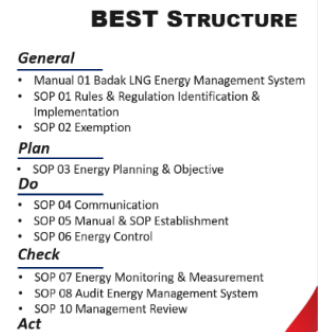 BEST STRUCTURE
General
• Manual 01 Badak LNG Energy Management System
• SOP 01 Rules & Regulation Identification &
Implementation
• SOP 02 Exemption
Plan
• SOP 03 Energy Planning & Objective
Do
• SOP 04 Communication
• SOP 05 Manual & SOP Establishment
• SOP 06 Energy Control
Check
• SOP 07 Energy Monitoring & Measurement
• SOP 08 Audit Energy Management System
• SOP 10 Management Review
Act